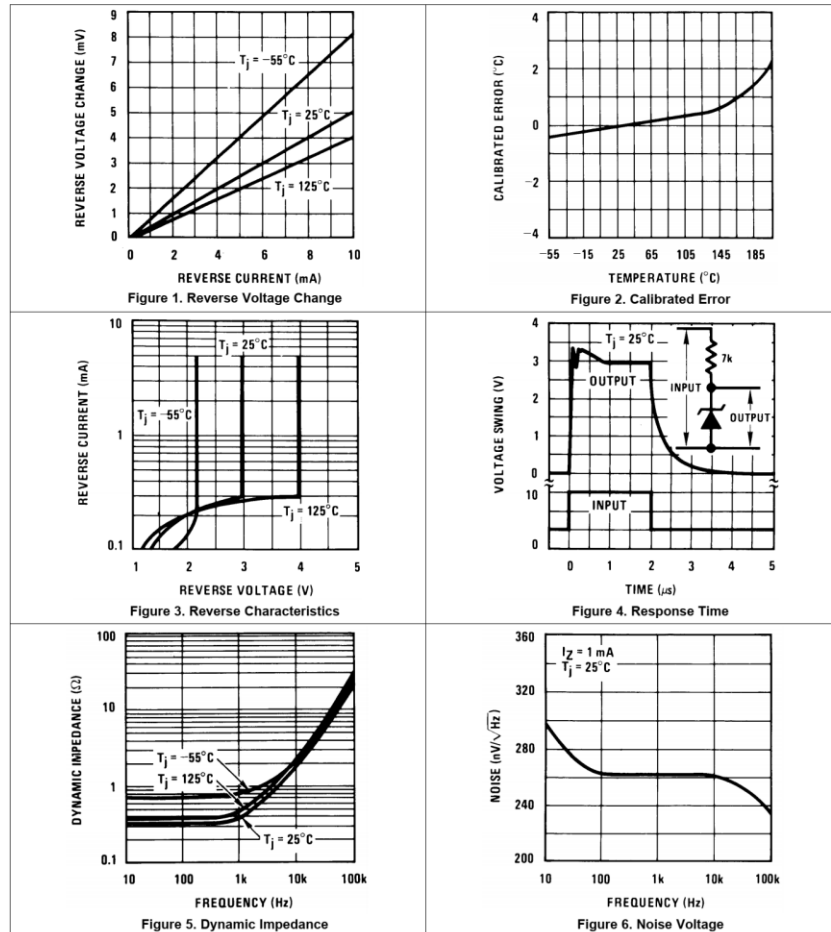 9
8
7
6
5
4
3
2
1
0
REVERSE VOLTAGE CHANGE (mV)
Tj = −55°C
Tj = 25°C
Tj = 125°C
0 2 4 6 8 10
REVERSE CURRENT (mA)
Figure 1. Reverse Voltage Change
4
2
0
−2
−4
CALIBRATED ERROR (°C)
−55 −15 25 65 105 145 185
TEMPERATURE (°C)
Figure 2. Calibrated Error
10
1
0.1
REVERSE CURRENT (mA)
Tj = 25°C
Tj = −55°C
Tj = 125°C
1 2 3 4 5
REVERSE VOLTAGE (V)
Figure 3. Reverse Characteristics
4
3
2
1
0
10
0
VOLTAGE SWING (V)
Tj = 25°C
7k
OUTPUT
INPUT
OUTPUT
INPUT
0 1 2 3 4 5
TIME (μs)
Figure 4. Response Time
100
10
1
0.1
DYNAMIC IMPEDANCE (Ω)
Tj = −55°C
Tj = 125°C
Tj = 25°C
10 100 1k 10k 100k
FREQUENCY (Hz)
Figure 5. Dynamic Impedance
360
320
280
260
200
NOISE (nV/√Hz)
IZ = 1 mA
Tj = 25°C
10 100 1k 10k 100k
FREQUENCY (Hz)
Figure 6. Noise Voltage